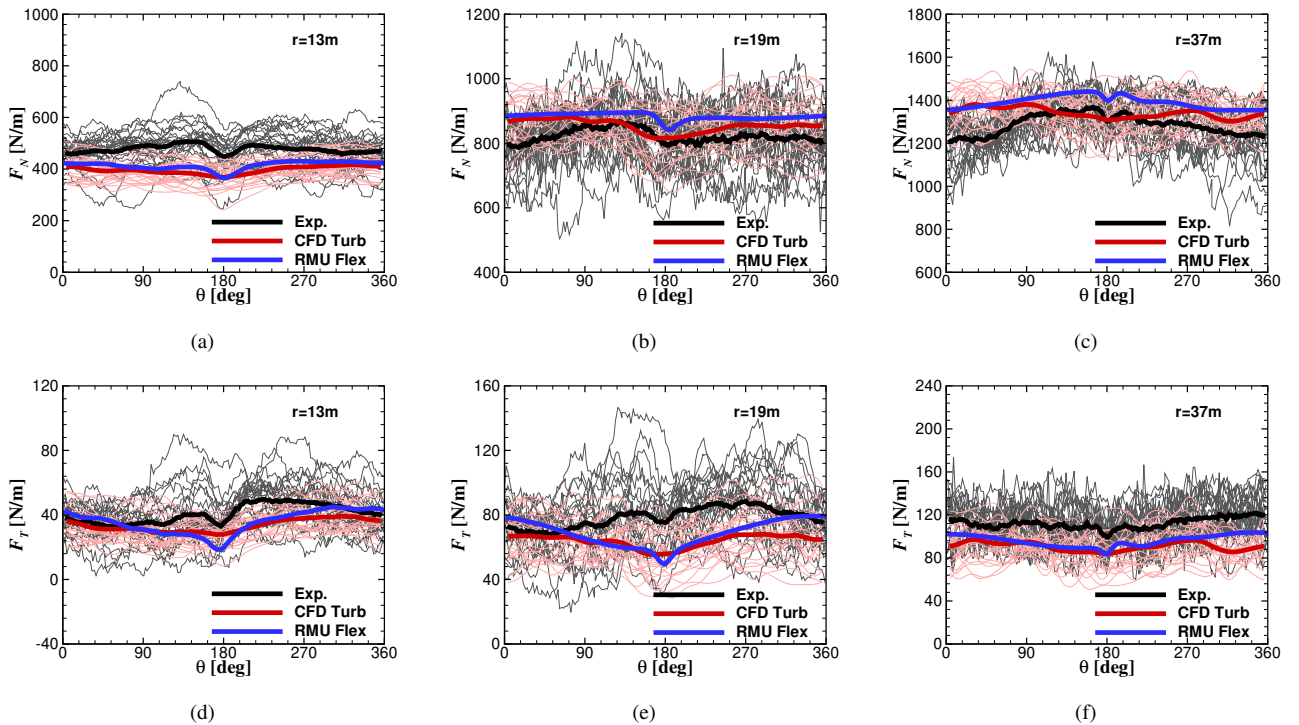 1000
800
600
400
200
0
F_N [N/m]
r=13m
Exp.
CFD Turb
RMU Flex
0 90 180 270 360
θ [deg]
(a)
1200
1000
800
600
400
F_N [N/m]
r=19m
Exp.
CFD Turb
RMU Flex
0 90 180 270 360
θ [deg]
(b)
1800
1600
1400
1200
1000
800
600
F_N [N/m]
r=37m
Exp.
CFD Turb
RMU Flex
0 90 180 270 360
θ [deg]
(c)
120
80
40
0
-40
F_T [N/m]
r=13m
Exp.
CFD Turb
RMU Flex
0 90 180 270 360
θ [deg]
(d)
160
120
80
40
0
F_T [N/m]
r=19m
Exp.
CFD Turb
RMU Flex
0 90 180 270 360
θ [deg]
(e)
240
200
160
120
80
40
0
F_T [N/m]
r=37m
Exp.
CFD Turb
RMU Flex
0 90 180 270 360
θ [deg]
(f)